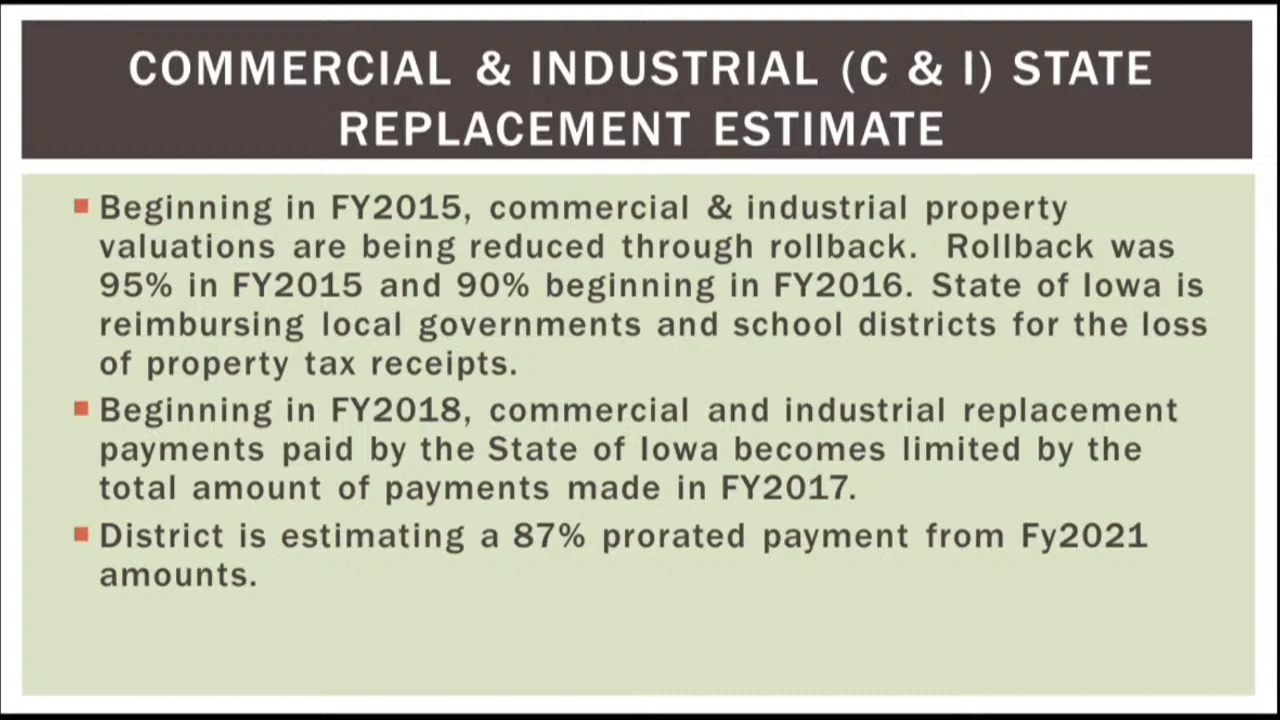 COMMERCIAL & INDUSTRIAL (C & I) STATE
REPLACEMENT ESTIMATE
Beginning in FY2015, commercial & industrial property
valuations are being reduced through rollback.  Rollback was
95% in FY2015 and 90% beginning in FY2016. State of Iowa is
reimbursing local governments and school districts for the loss
of property tax receipts.
Beginning in FY2018, commercial and industrial replacement
payments paid by the State of Iowa becomes limited by the
total amount of payments made in FY2017.
District is estimating a 87% prorated payment from Fy2021
amounts.